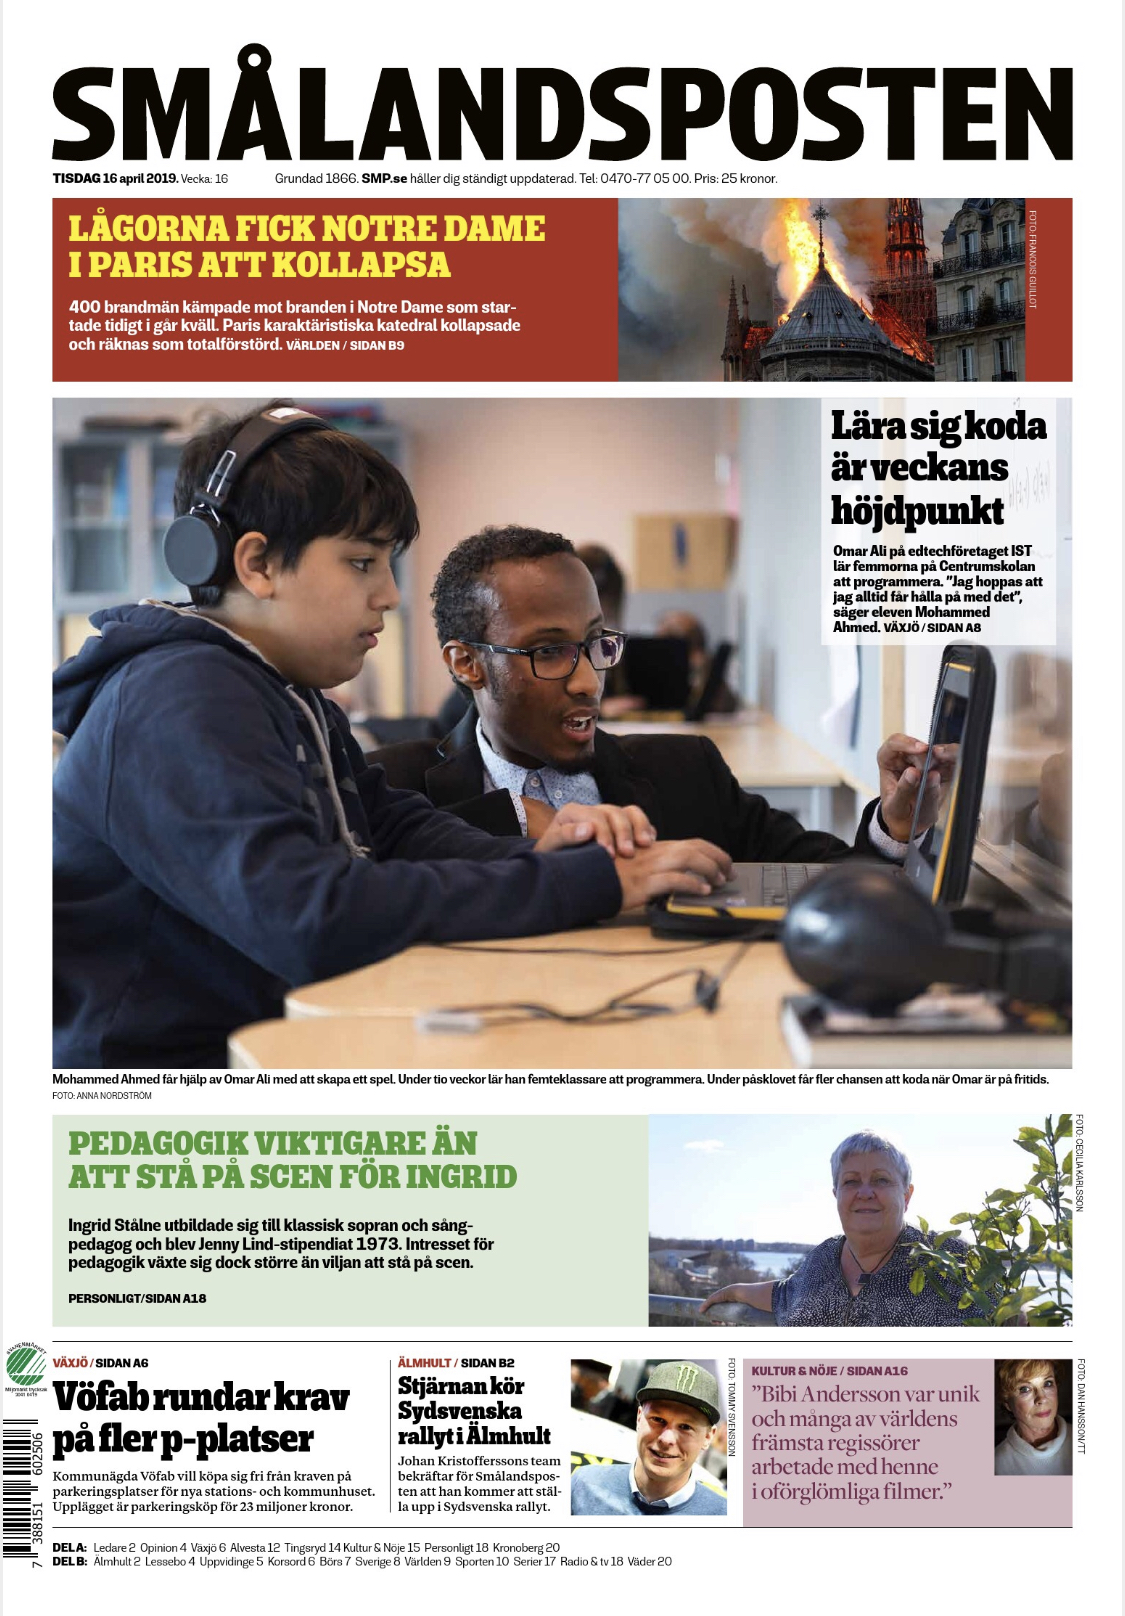 SMÅLANDSPOSTEN
TISDAG 16 april 2019. Vecka: 16
Grundad 1866. SMP.se håller dig ständigt uppdaterad. Tel: 0470-77 05 00. Pris: 25 kronor.
LÅGORNA FICK NOTRE DAME
I PARIS ATT KOLLAPSA
400 brandmän kämpade mot branden i Notre Dame som star-
tade tidigt i går kväll. Paris karaktäristiska katedral kollapsade
och räknas som totalförstörd. VÄRLDEN / SIDAN B9
FOTO: FRANCOIS GUILLOT
Lära sig koda
är veckans
höjdpunkt
Omar Ali på edtechföretaget IST
lär femmorna på Centrumskolan
att programmera. ”Jag hoppas att
jag alltid får hålla på med det”,
säger eleven Mohammed
Ahmed. VÄXJÖ / SIDAN A8
Mohammed Ahmed får hjälp av Omar Ali med att skapa ett spel. Under tio veckor lär han femteklassare att programmera. Under påsklovet får fler chansen att koda när Omar är på fritids.
FOTO: ANNA NORDSTRÖM
PEDAGOGIK VIKTIGARE ÄN
ATT STÅ PÅ SCEN FÖR INGRID
Ingrid Stålne utbildade sig till klassisk sopran och sång-
pedagog och blev Jenny Lind-stipendiat 1973. Intresset för
pedagogik växte sig dock större än viljan att stå på scen.
PERSONLIGT/SIDAN A18
FOTO: CECILIA KARLSSON
SVANENMÄRKET
Miljömärkt trycksak
3041 0419
7 388151 602506
VÄXJÖ / SIDAN A6
Vöfab rundar krav
på fler p-platser
Kommunägda Vöfab vill köpa sig fri från kraven på
parkeringsplatser för nya stations- och kommunhuset.
Upplägget är parkeringsköp för 23 miljoner kronor.
ÄLMHULT / SIDAN B2
Stjärnan kör
Sydsvenska
rallyt i Älmhult
Johan Kristofferssons team
bekräftar för Smålandspos-
ten att han kommer att stäl-
la upp i Sydsvenska rallyt.
FOTO: TOMMY SVENSSON
KULTUR & NÖJE / SIDAN A16
”Bibi Andersson var unik
och många av världens
främsta regissörer
arbetade med henne
i oförglömliga filmer.”
FOTO: DAN HANSSON/TT
DEL A: Ledare 2 Opinion 4 Växjö 6 Alvesta 12 Tingsryd 14 Kultur & Nöje 15 Personligt 18 Kronoberg 20
DEL B: Älmhult 2 Lessebo 4 Uppvidinge 5 Korsord 6 Börs 7 Sverige 8 Världen 9 Sporten 10 Serier 17 Radio & tv 18 Väder 20